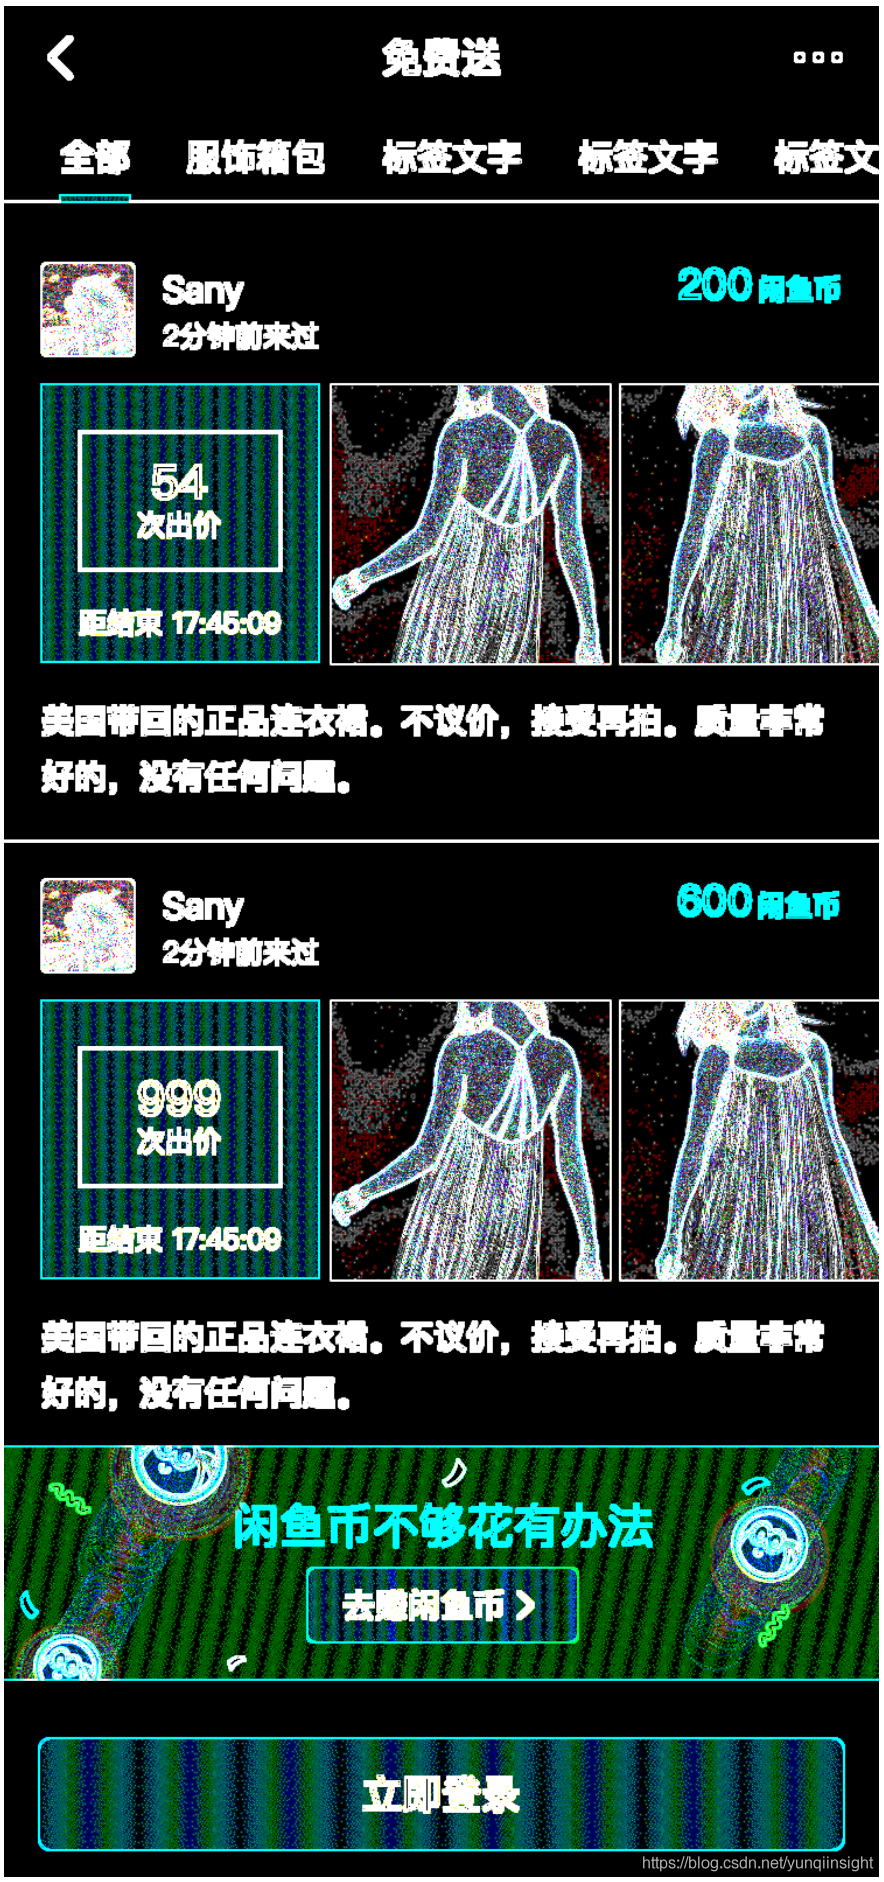 免费送
全部 服饰箱包 标签文字 标签文字 标签文
Sany
200 闲鱼币
2分钟前来过
54
次出价
距结束 17:45:09
美国带回的正品连衣裙。不议价，接受再拍。质量非常
好的，没有任何问题。
Sany
600 闲鱼币
2分钟前来过
999
次出价
距结束 17:45:09
美国带回的正品连衣裙。不议价，接受再拍。质量非常
好的，没有任何问题。
闲鱼币不够花有办法
去赚闲鱼币
立即登录
https://blog.csdn.net/yunqiinsight